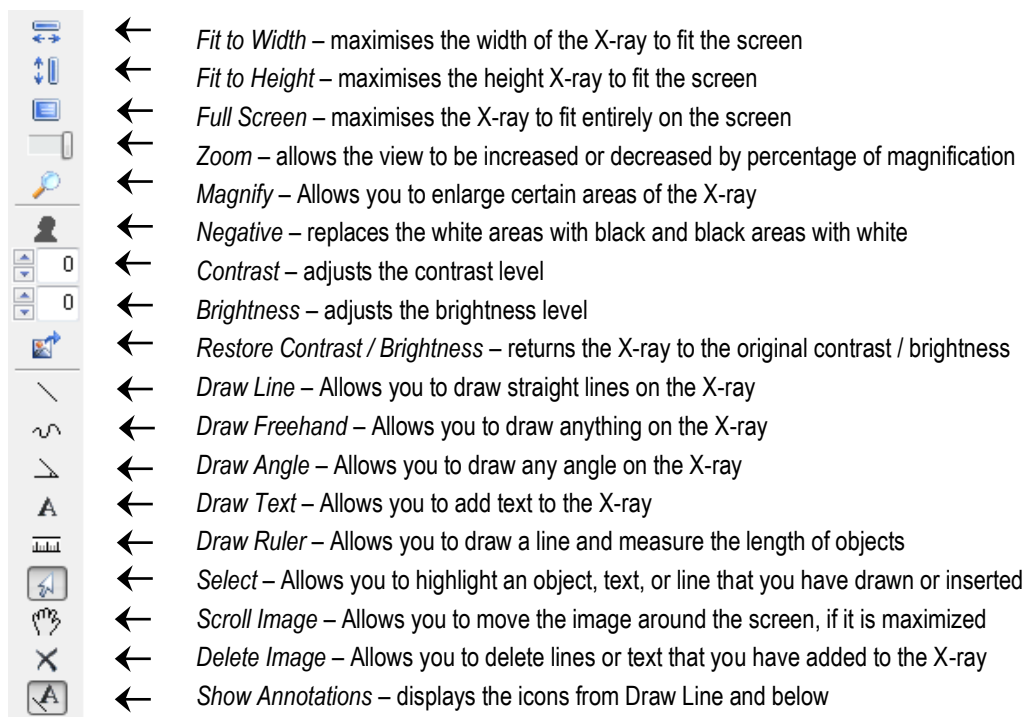 Fit to Width – maximises the width of the X-ray to fit the screen
Fit to Height – maximises the height X-ray to fit the screen
Full Screen – maximises the X-ray to fit entirely on the screen
Zoom – allows the view to be increased or decreased by percentage of magnification
Magnify – Allows you to enlarge certain areas of the X-ray
Negative – replaces the white areas with black and black areas with white
0 Contrast – adjusts the contrast level
0 Brightness – adjusts the brightness level
Restore Contrast / Brightness – returns the X-ray to the original contrast / brightness
Draw Line – Allows you to draw straight lines on the X-ray
Draw Freehand – Allows you to draw anything on the X-ray
Draw Angle – Allows you to draw any angle on the X-ray
A Draw Text – Allows you to add text to the X-ray
Draw Ruler – Allows you to draw a line and measure the length of objects
Select – Allows you to highlight an object, text, or line that you have drawn or inserted
Scroll Image – Allows you to move the image around the screen, if it is maximized
Delete Image – Allows you to delete lines or text that you have added to the X-ray
A Show Annotations – displays the icons from Draw Line and below